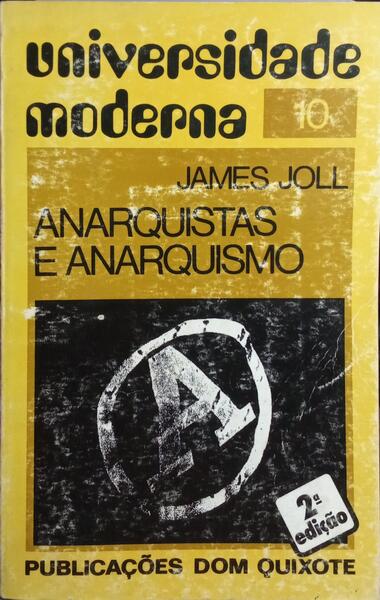 universidade
moderna
10
JAMES JOLL
ANARQUISTAS
E ANARQUISMO
A
2ª
edição
PUBLICAÇÕES DOM QUIXOTE